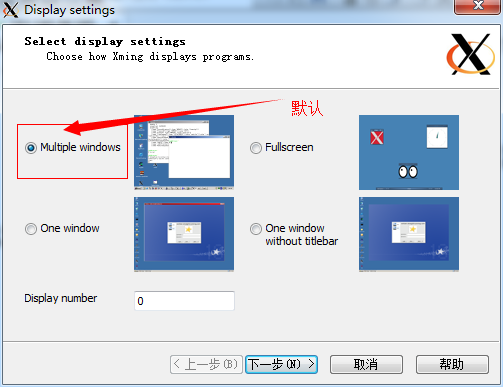 Display settings
Select display settings
Choose how Xming displays programs.
默认
Multiple windows
Fullscreen
One window
One window
without titlebar
Display number
0
< 上一步(B)
下一步(N) >
取消
帮助